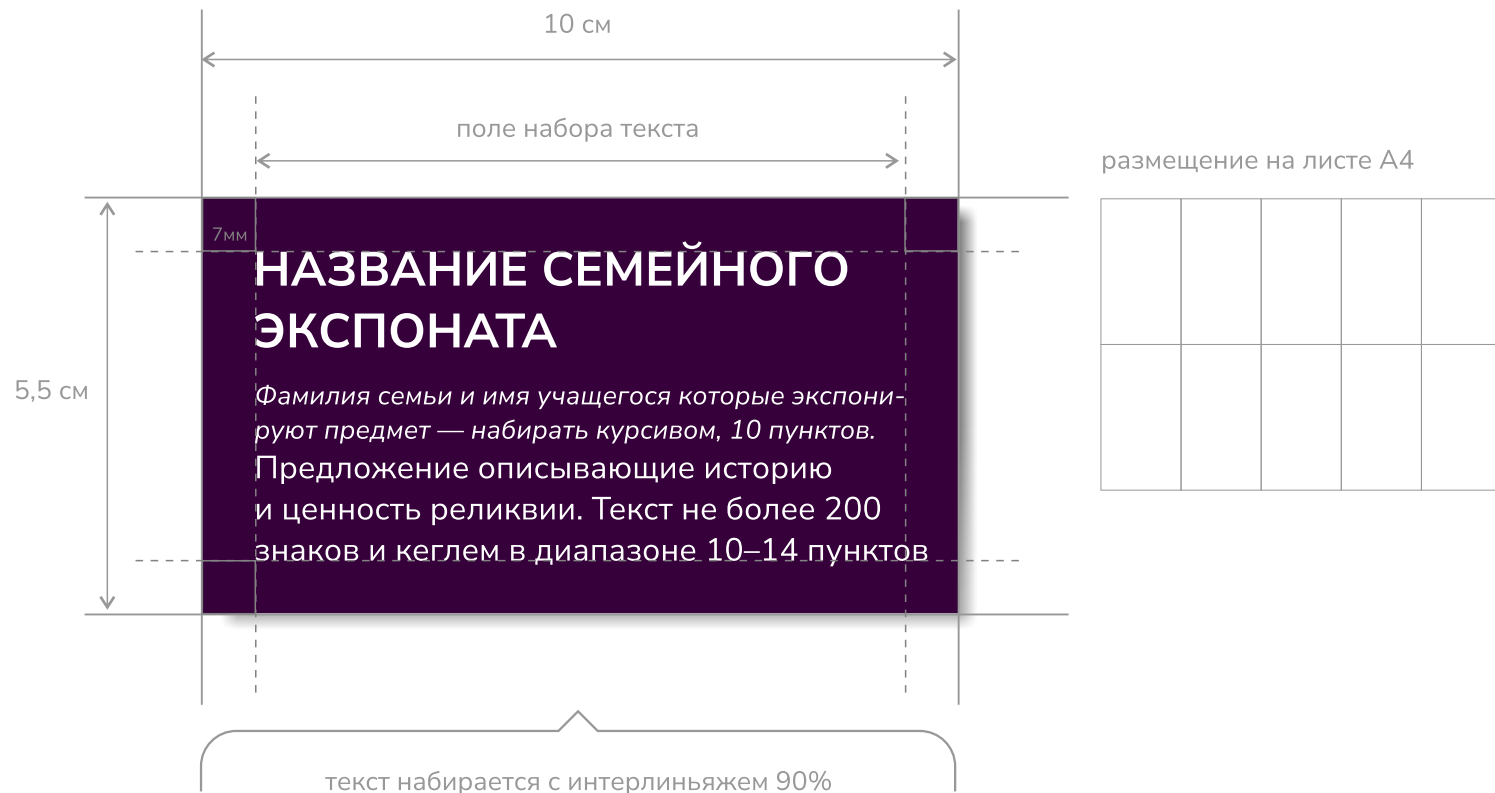 10 см
поле набора текста
размещение на листе А4
7мм
НАЗВАНИЕ СЕМЕЙНОГО
ЭКСПОНАТА
5,5 см
Фамилия семьи и имя учащегося которые экспони-
руют предмет — набирать курсивом, 10 пунктов.
Предложение описывающие историю
и ценность реликвии. Текст не более 200
знаков и кеглем в диапазоне 10–14 пунктов
текст набирается с интерлиньяжем 90%